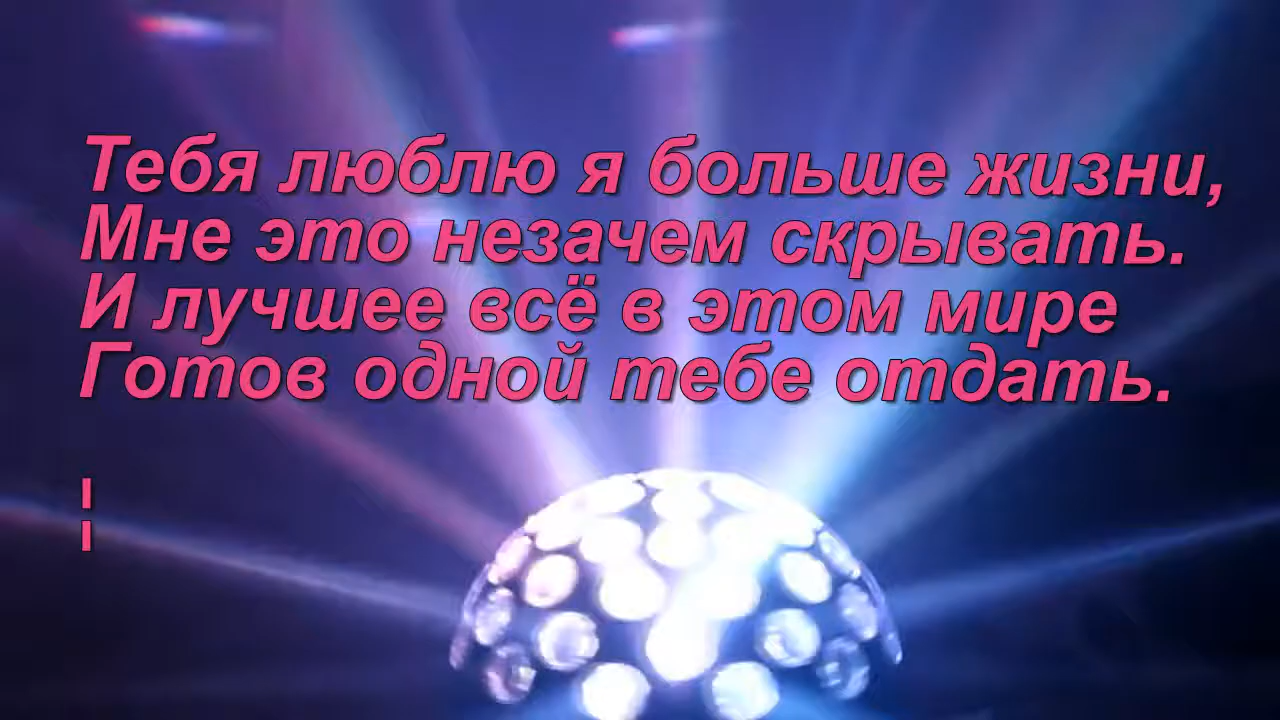 Тебя люблю я больше жизни,
Мне это незачем скрывать.
И лучшее всё в этом мире
Готов одной тебе отдать.
¦